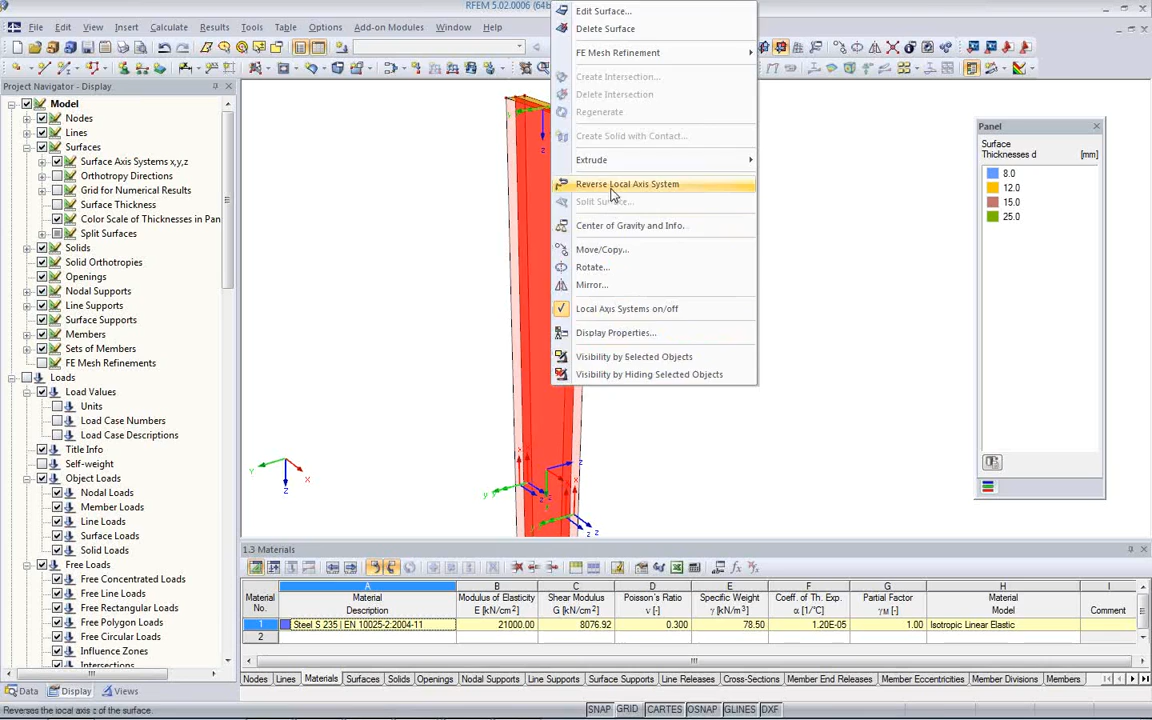 RFEM 5.02.0006 (64b
File Edit View Insert Calculate Results Tools Table Options Add-on Modules Window Help
Project Navigator - Display
Model
Nodes
Lines
Surfaces
Surface Axis Systems x,y,z
Orthotropy Directions
Grid for Numerical Results
Surface Thickness
Color Scale of Thicknesses in Pan
Split Surfaces
Solids
Solid Orthotropies
Openings
Nodal Supports
Line Supports
Surface Supports
Members
Sets of Members
FE Mesh Refinements
Loads
Load Values
Units
Load Case Numbers
Load Case Descriptions
Title Info
Self-weight
Object Loads
Nodal Loads
Member Loads
Line Loads
Surface Loads
Solid Loads
Free Loads
Free Concentrated Loads
Free Line Loads
Free Rectangular Loads
Free Polygon Loads
Free Circular Loads
Influence Zones
Intersections
Data Display Views
Edit Surface...
Delete Surface
FE Mesh Refinement
Create Intersection...
Delete Intersection
Regenerate
Create Solid with Contact...
Extrude
Reverse Local Axis System
Split Surface...
Center of Gravity and Info...
Move/Copy...
Rotate...
Mirror...
Local Axis Systems on/off
Display Properties...
Visibility by Selected Objects
Visibility by Hiding Selected Objects
y
z
Y
X
Z
x
z
y
z
x
z
z
Panel
Surface
Thicknesses d [mm]
8.0
12.0
15.0
25.0
1.3 Materials
A B C D E F G H I
Material Material Modulus of Elasticity Shear Modulus Poisson's Ratio Specific Weight Coeff. of Th. Exp. Partial Factor Material
No. Description E [kN/cm²] G [kN/cm²] ν [-] γ [kN/m³] α [1/°C] γM [-] Model Comment
1 Steel S 235 | EN 10025-2:2004-11 21000.00 8076.92 0.300 78.50 1.20E-05 1.00 Isotropic Linear Elastic
2
Nodes Lines Materials Surfaces Solids Openings Nodal Supports Line Supports Surface Supports Line Releases Cross-Sections Member End Releases Member Eccentricities Member Divisions Members
Reverses the local axis z of the surface.
SNAP GRID CARTES OSNAP GLINES DXF